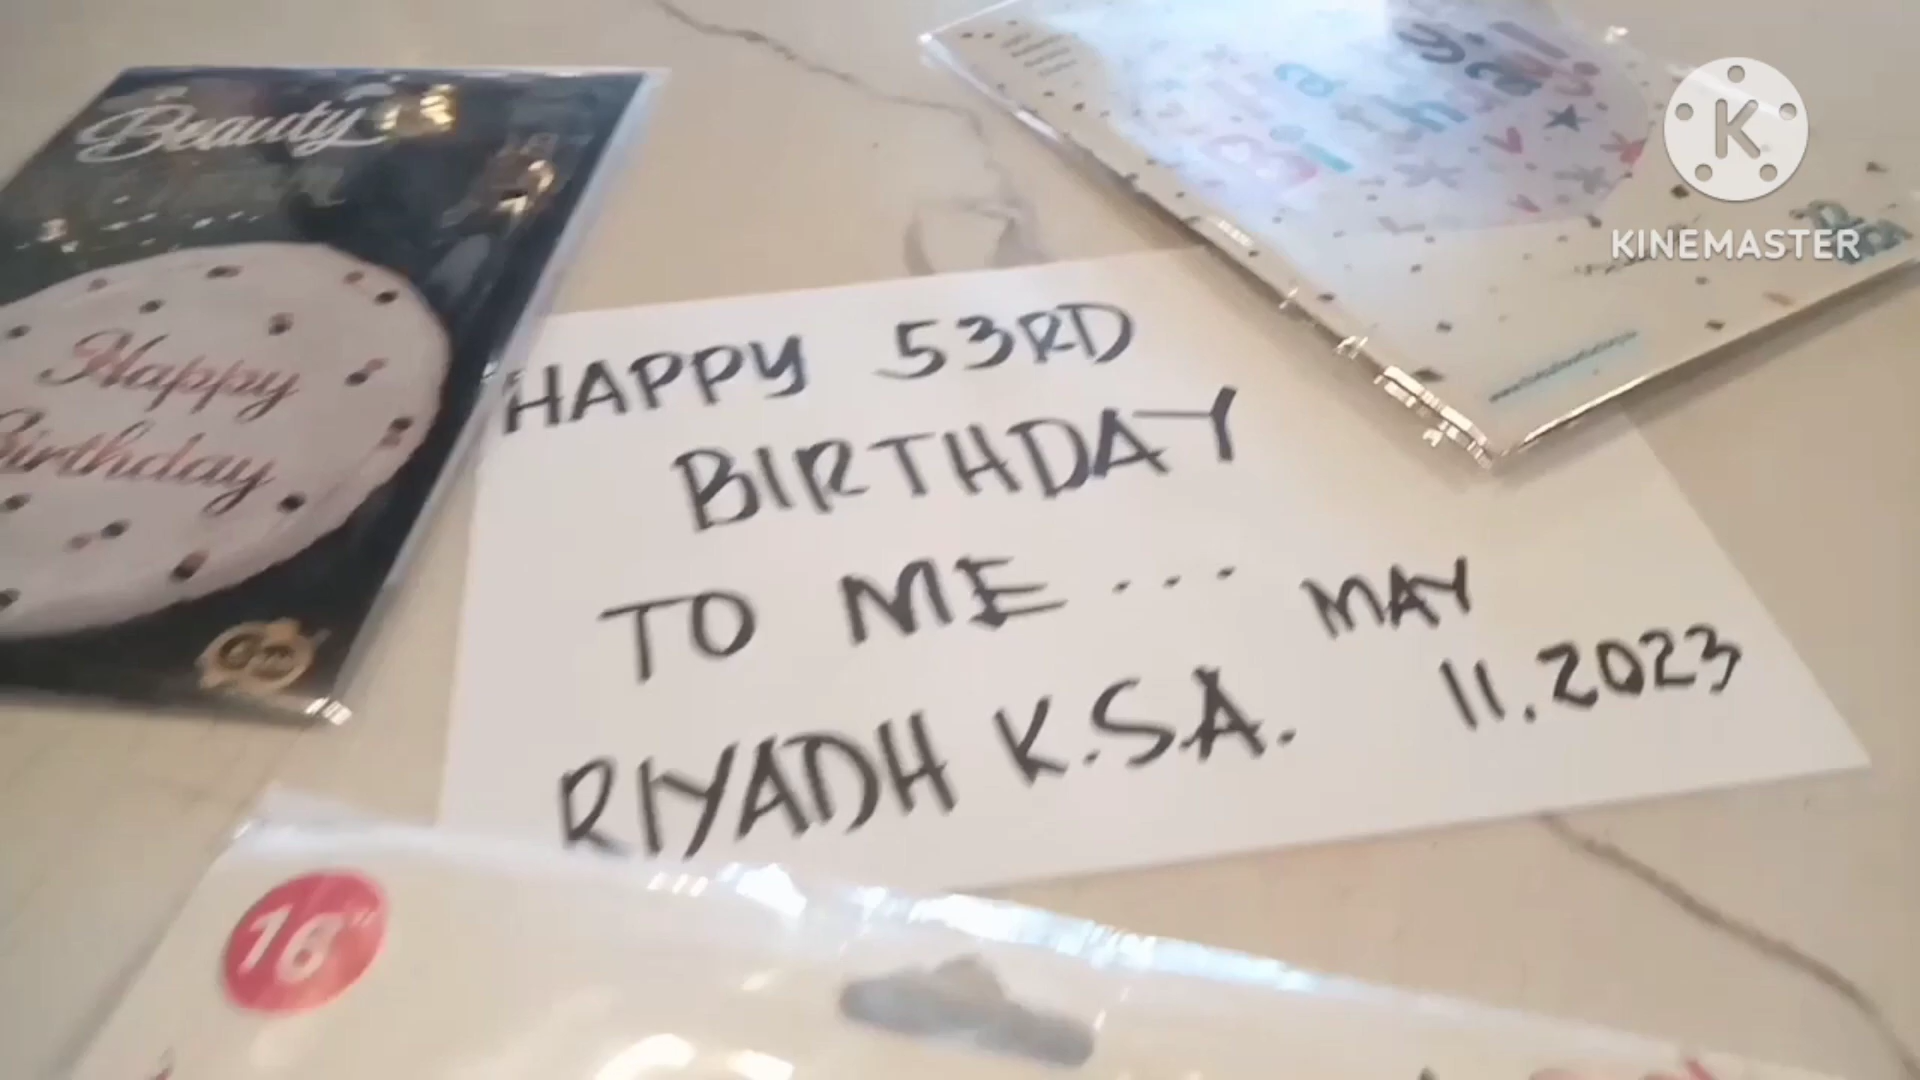 Beauty
Happy
Birthday
HAPPY 53RD
BIRTHDAY
TO ME...
MAY
11.2023
RIYADH K.S.A.
16"
K
KINEMASTER